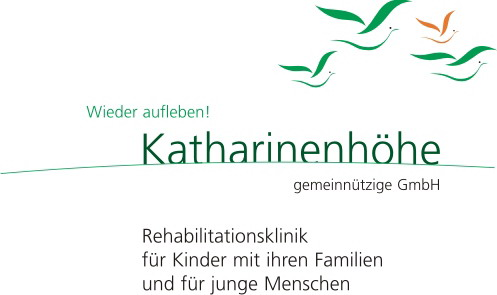 Wieder aufleben!
Katharinenhöhe
gemeinnützige GmbH
Rehabilitationsklinik
für Kinder mit ihren Familien
und für junge Menschen